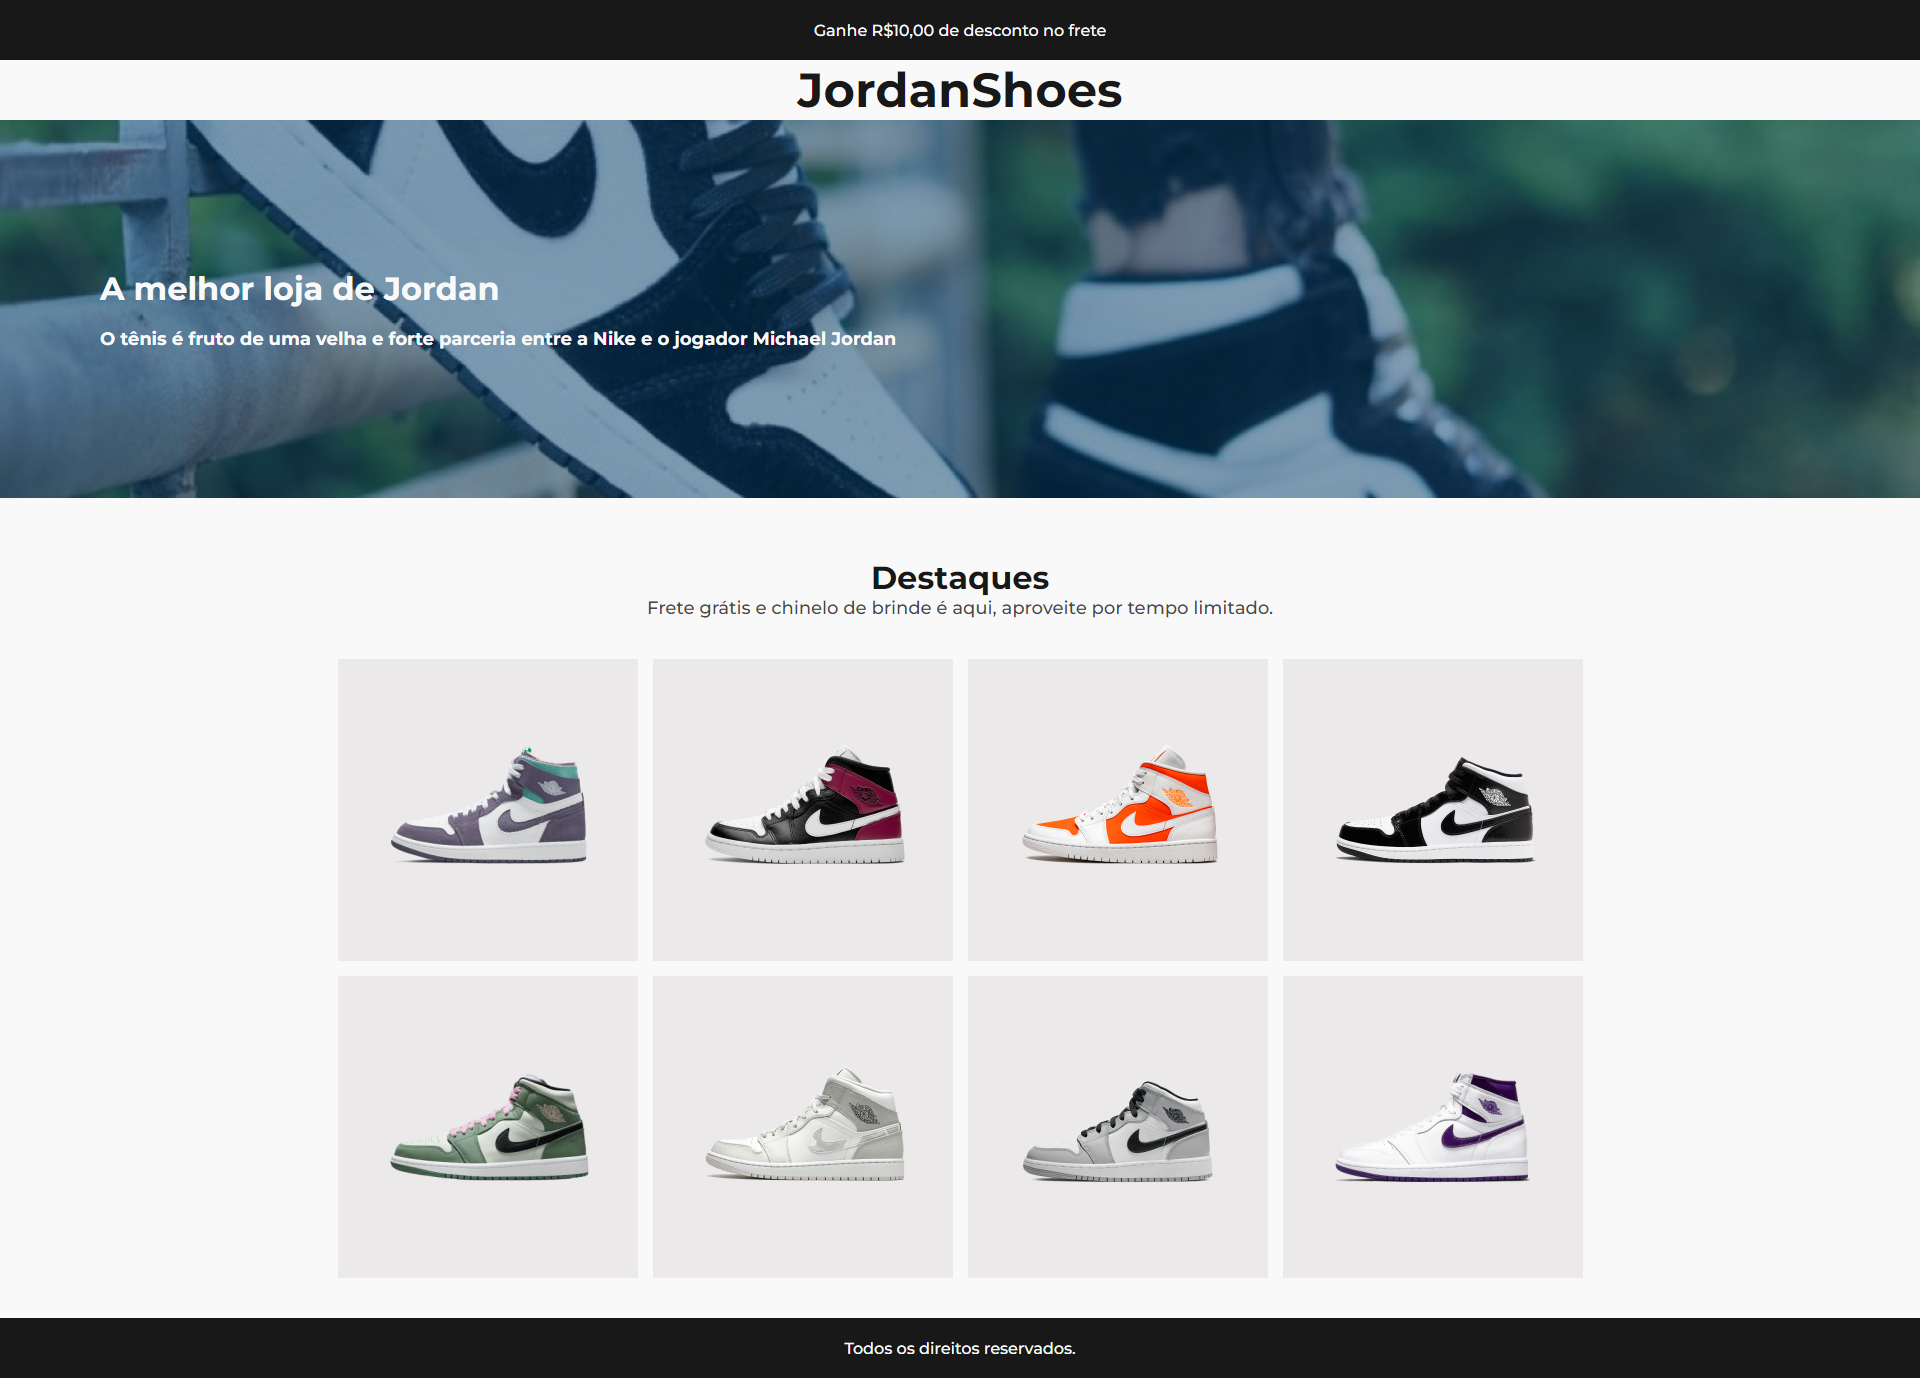 Ganhe R$10,00 de desconto no frete
JordanShoes
A melhor loja de Jordan
O tênis é fruto de uma velha e forte parceria entre a Nike e o jogador Michael Jordan
Destaques
Frete grátis e chinelo de brinde é aqui, aproveite por tempo limitado.
Todos os direitos reservados.